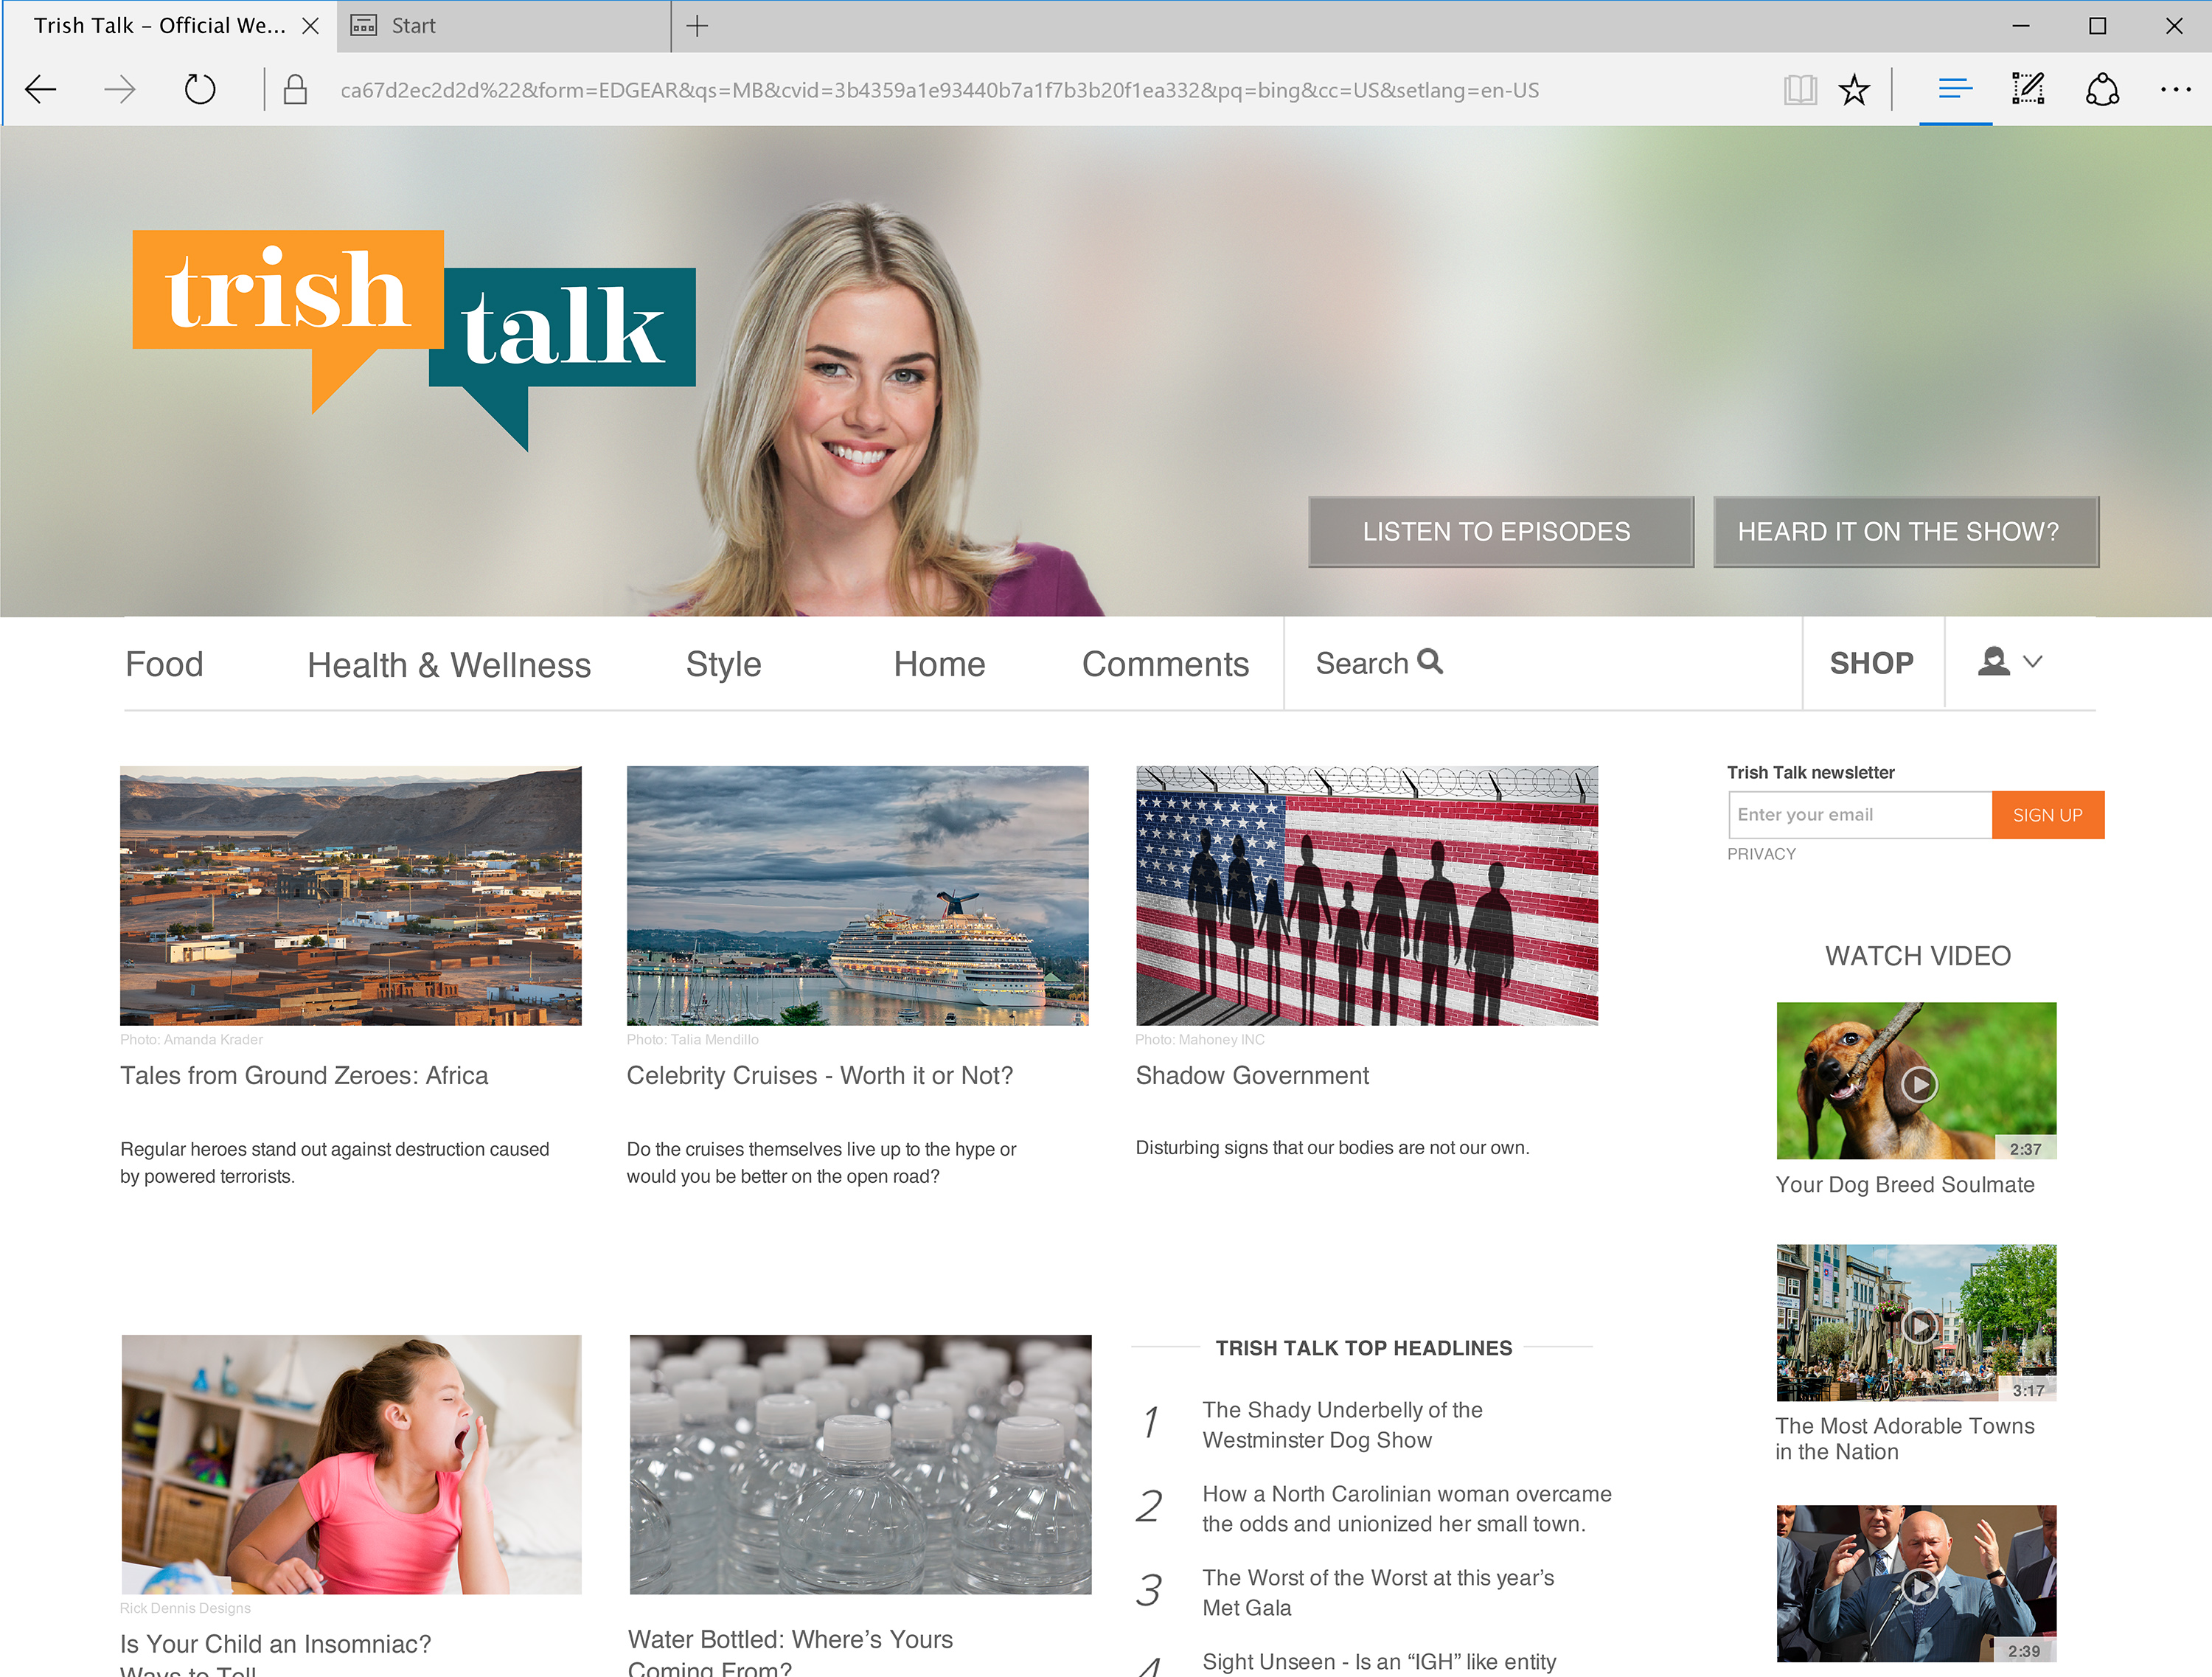 Trish Talk – Official We...
Start
ca67d2ec2d2d%22&form=EDGEAR&qs=MB&cvid=3b4359a1e93440b7a1f7b3b20f1ea332&pq=bing&cc=US&setlang=en-US
trish
talk
LISTEN TO EPISODES
HEARD IT ON THE SHOW?
Food
Health & Wellness
Style
Home
Comments
Search
SHOP
Photo: Amanda Krader
Tales from Ground Zeroes: Africa
Regular heroes stand out against destruction caused
by powered terrorists.
Photo: Talia Mendillo
Celebrity Cruises - Worth it or Not?
Do the cruises themselves live up to the hype or
would you be better on the open road?
Photo: Mahoney INC
Shadow Government
Disturbing signs that our bodies are not our own.
Trish Talk newsletter
Enter your email
SIGN UP
PRIVACY
WATCH VIDEO
2:37
Your Dog Breed Soulmate
3:17
The Most Adorable Towns
in the Nation
2:39
Rick Dennis Designs
Is Your Child an Insomniac?
Ways to Tell
Water Bottled: Where’s Yours
Coming From?
TRISH TALK TOP HEADLINES
1
The Shady Underbelly of the
Westminster Dog Show
2
How a North Carolinian woman overcame
the odds and unionized her small town.
3
The Worst of the Worst at this year’s
Met Gala
4
Sight Unseen - Is an “IGH” like entity